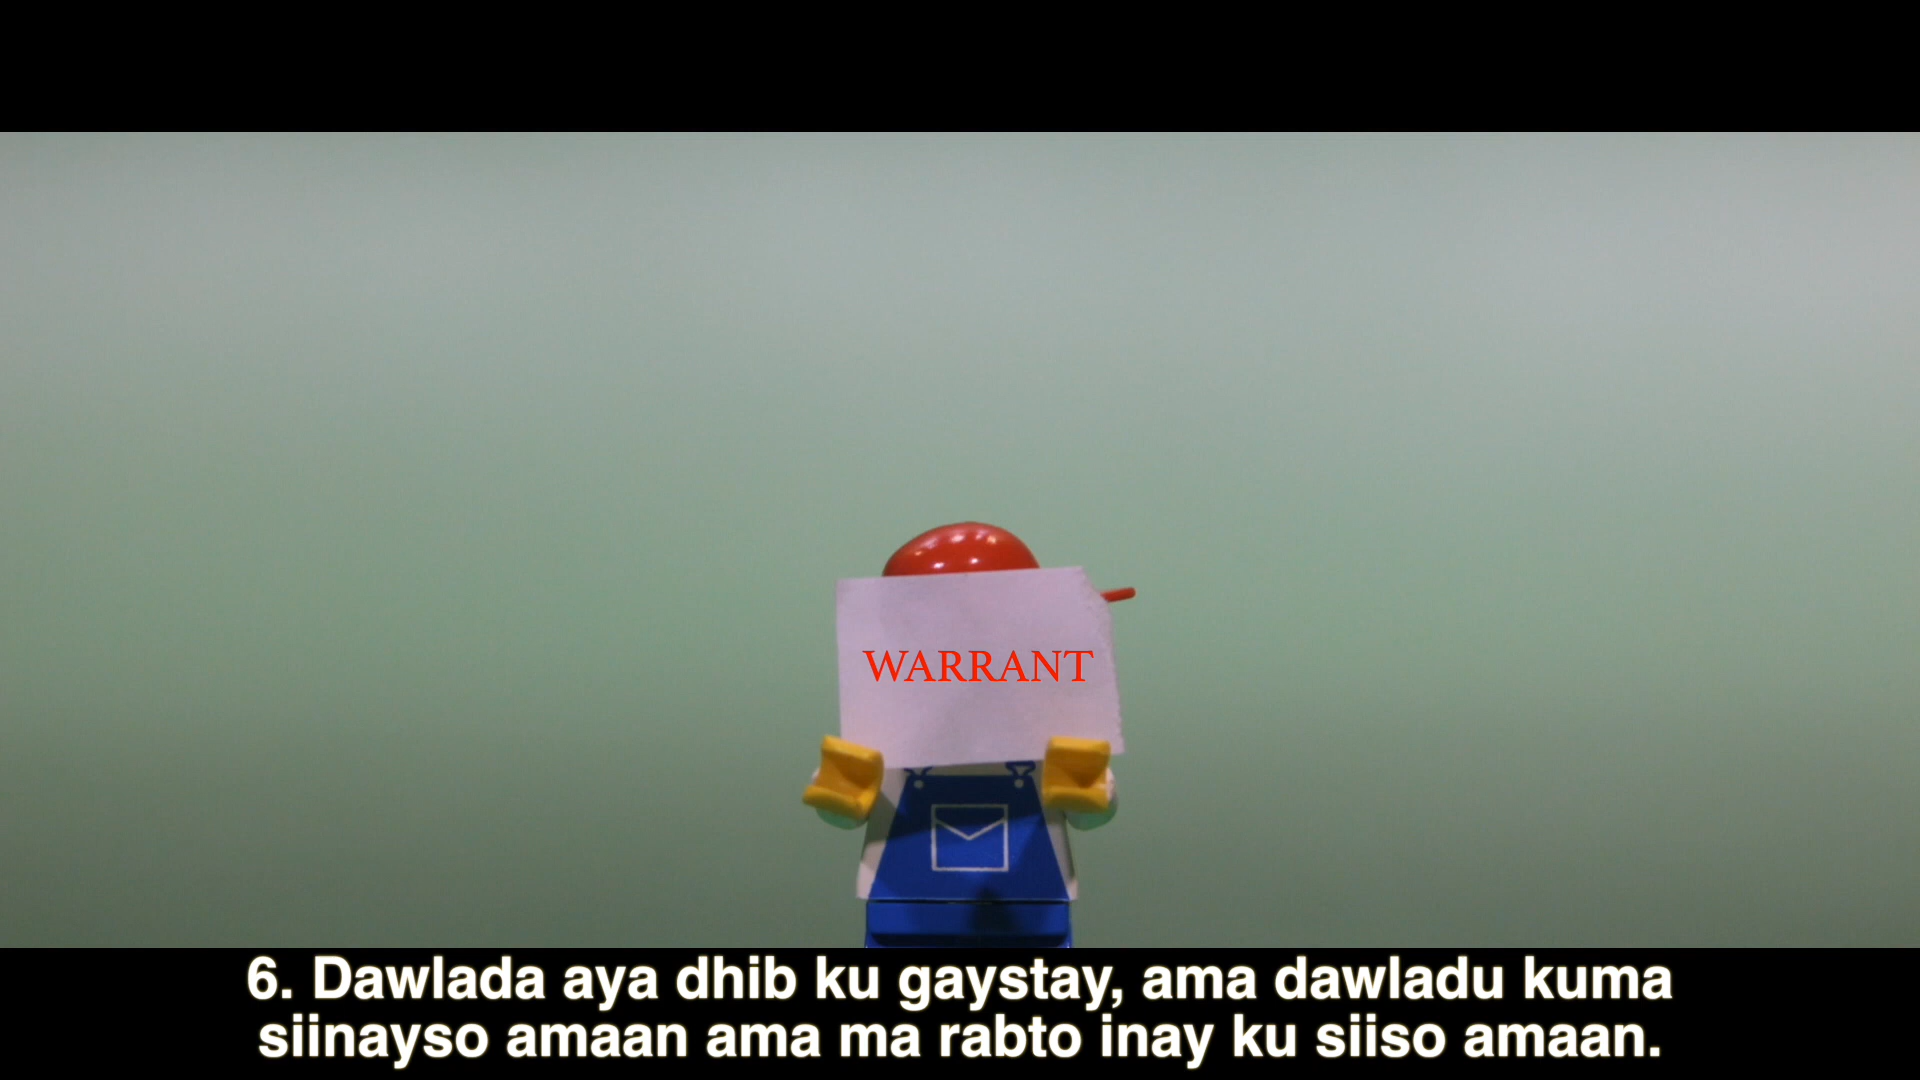 WARRANT
6. Dawlada aya dhib ku gaystay, ama dawladu kuma
siinayso amaan ama ma rabto inay ku siiso amaan.